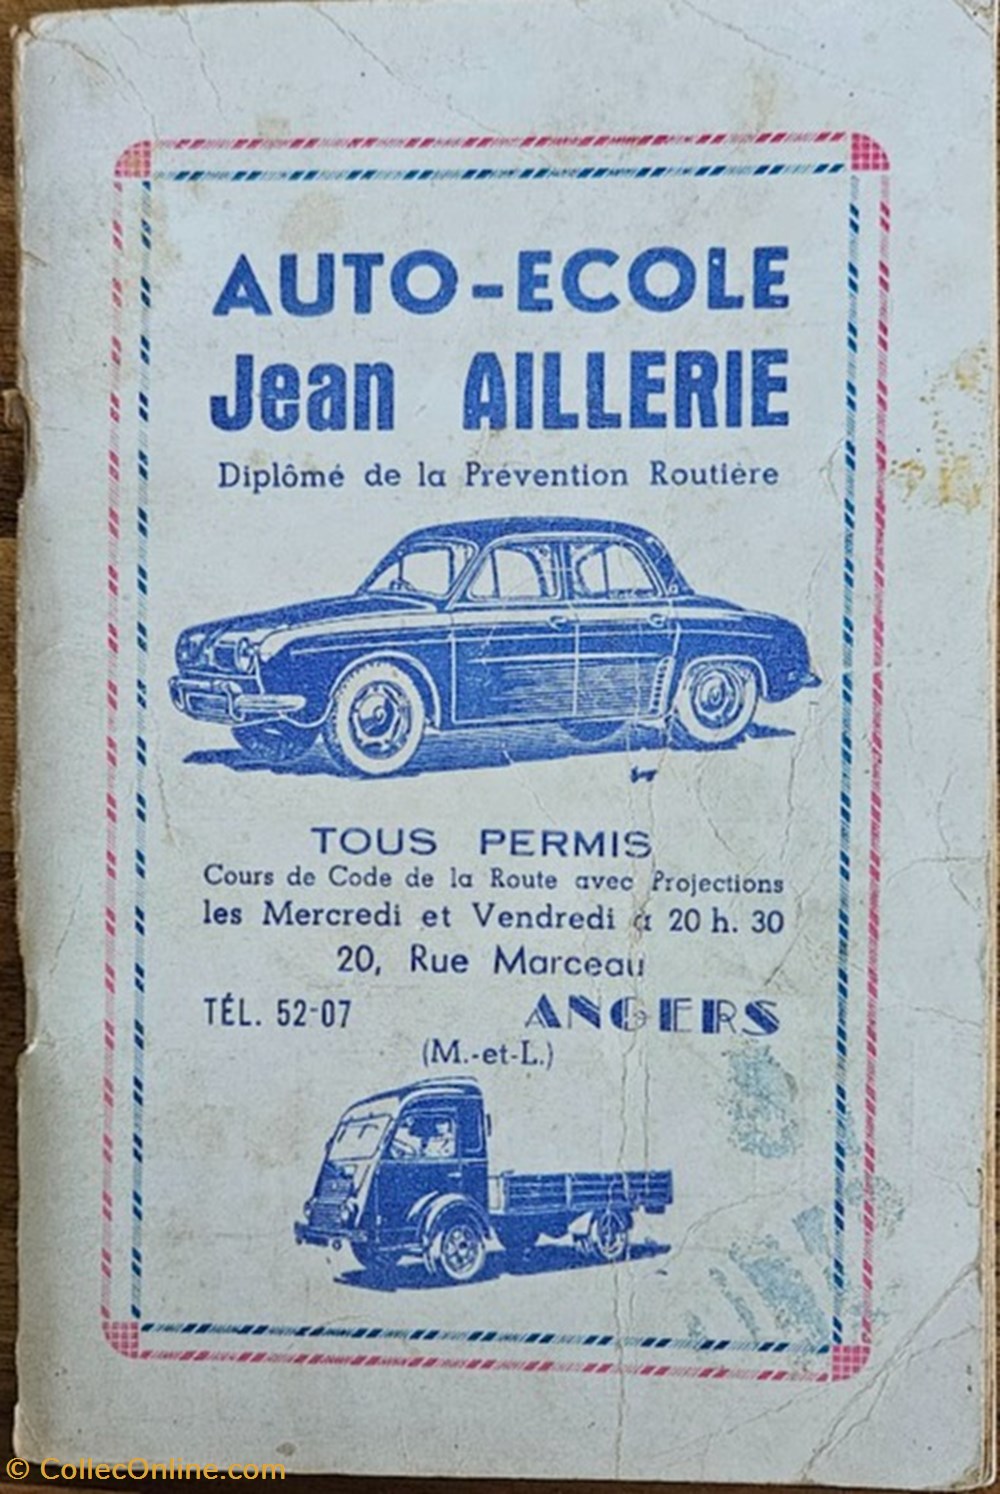 AUTO-ECOLE
Jean AILLERIE
Diplômé de la Prévention Routière
TOUS PERMIS
Cours de Code de la Route avec Projections
les Mercredi et Vendredi à 20 h. 30
20, Rue Marceau
TÉL. 52-07 ANGERS
(M.-et-L.)
© CollecOnline.com